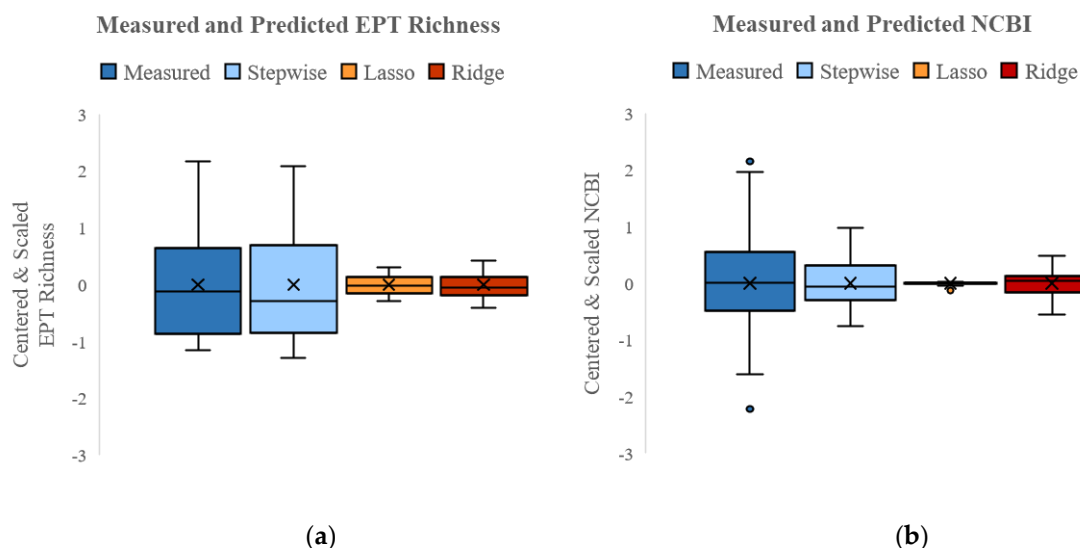 Measured and Predicted EPT Richness
Measured Stepwise Lasso Ridge
3
2
1
0
-1
-2
-3
Centered & Scaled
EPT Richness
(a)
Measured and Predicted NCBI
Measured Stepwise Lasso Ridge
3
2
1
0
-1
-2
-3
Centered & Scaled NCBI
(b)